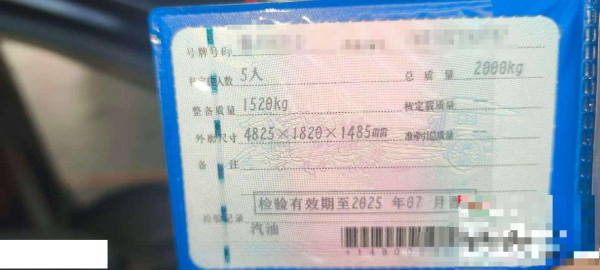 号牌号码
核定载人数 5人 总质量 2000kg
整备质量 1520kg 核定载质量 --
外廓尺寸 4825×1820×1485mm 准牵引总质量 --
备注
检验有效期至2025年07月
检验记录
汽油